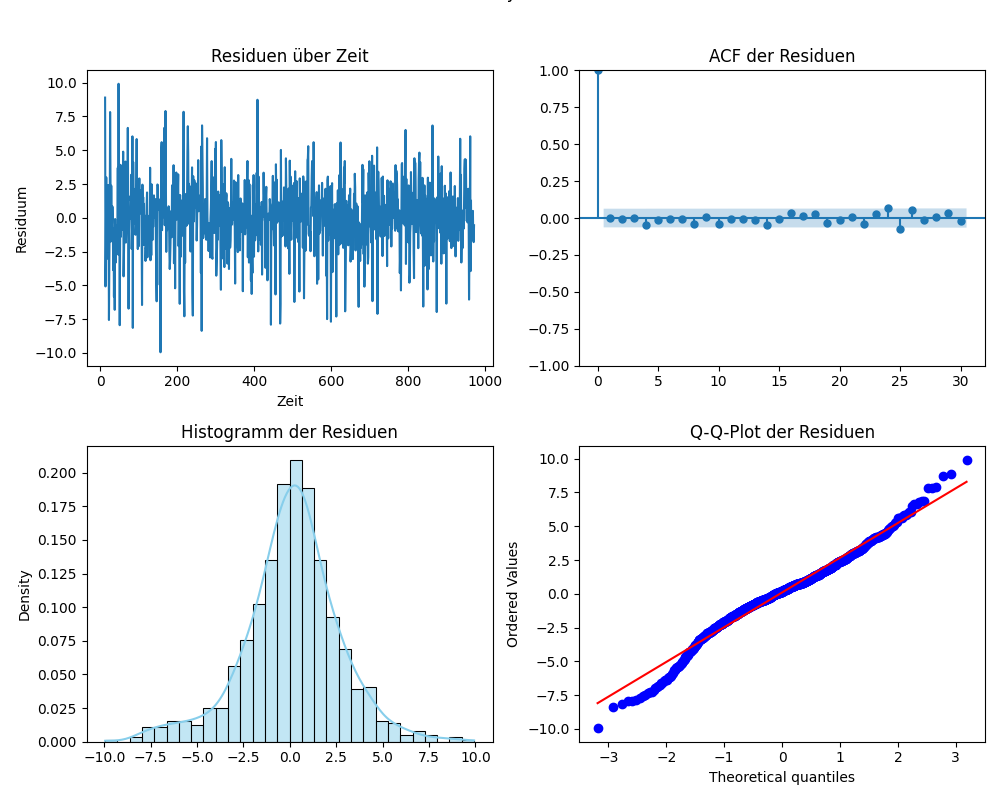 Residuen über Zeit
Residuum
10.0
7.5
5.0
2.5
0.0
−2.5
−5.0
−7.5
−10.0
0 200 400 600 800 1000
Zeit
ACF der Residuen
1.00
0.75
0.50
0.25
0.00
−0.25
−0.50
−0.75
−1.00
0 5 10 15 20 25 30
Histogramm der Residuen
Density
0.200
0.175
0.150
0.125
0.100
0.075
0.050
0.025
0.000
−10.0 −7.5 −5.0 −2.5 0.0 2.5 5.0 7.5 10.0
Q-Q-Plot der Residuen
Ordered Values
10.0
7.5
5.0
2.5
0.0
−2.5
−5.0
−7.5
−10.0
−3 −2 −1 0 1 2 3
Theoretical quantiles